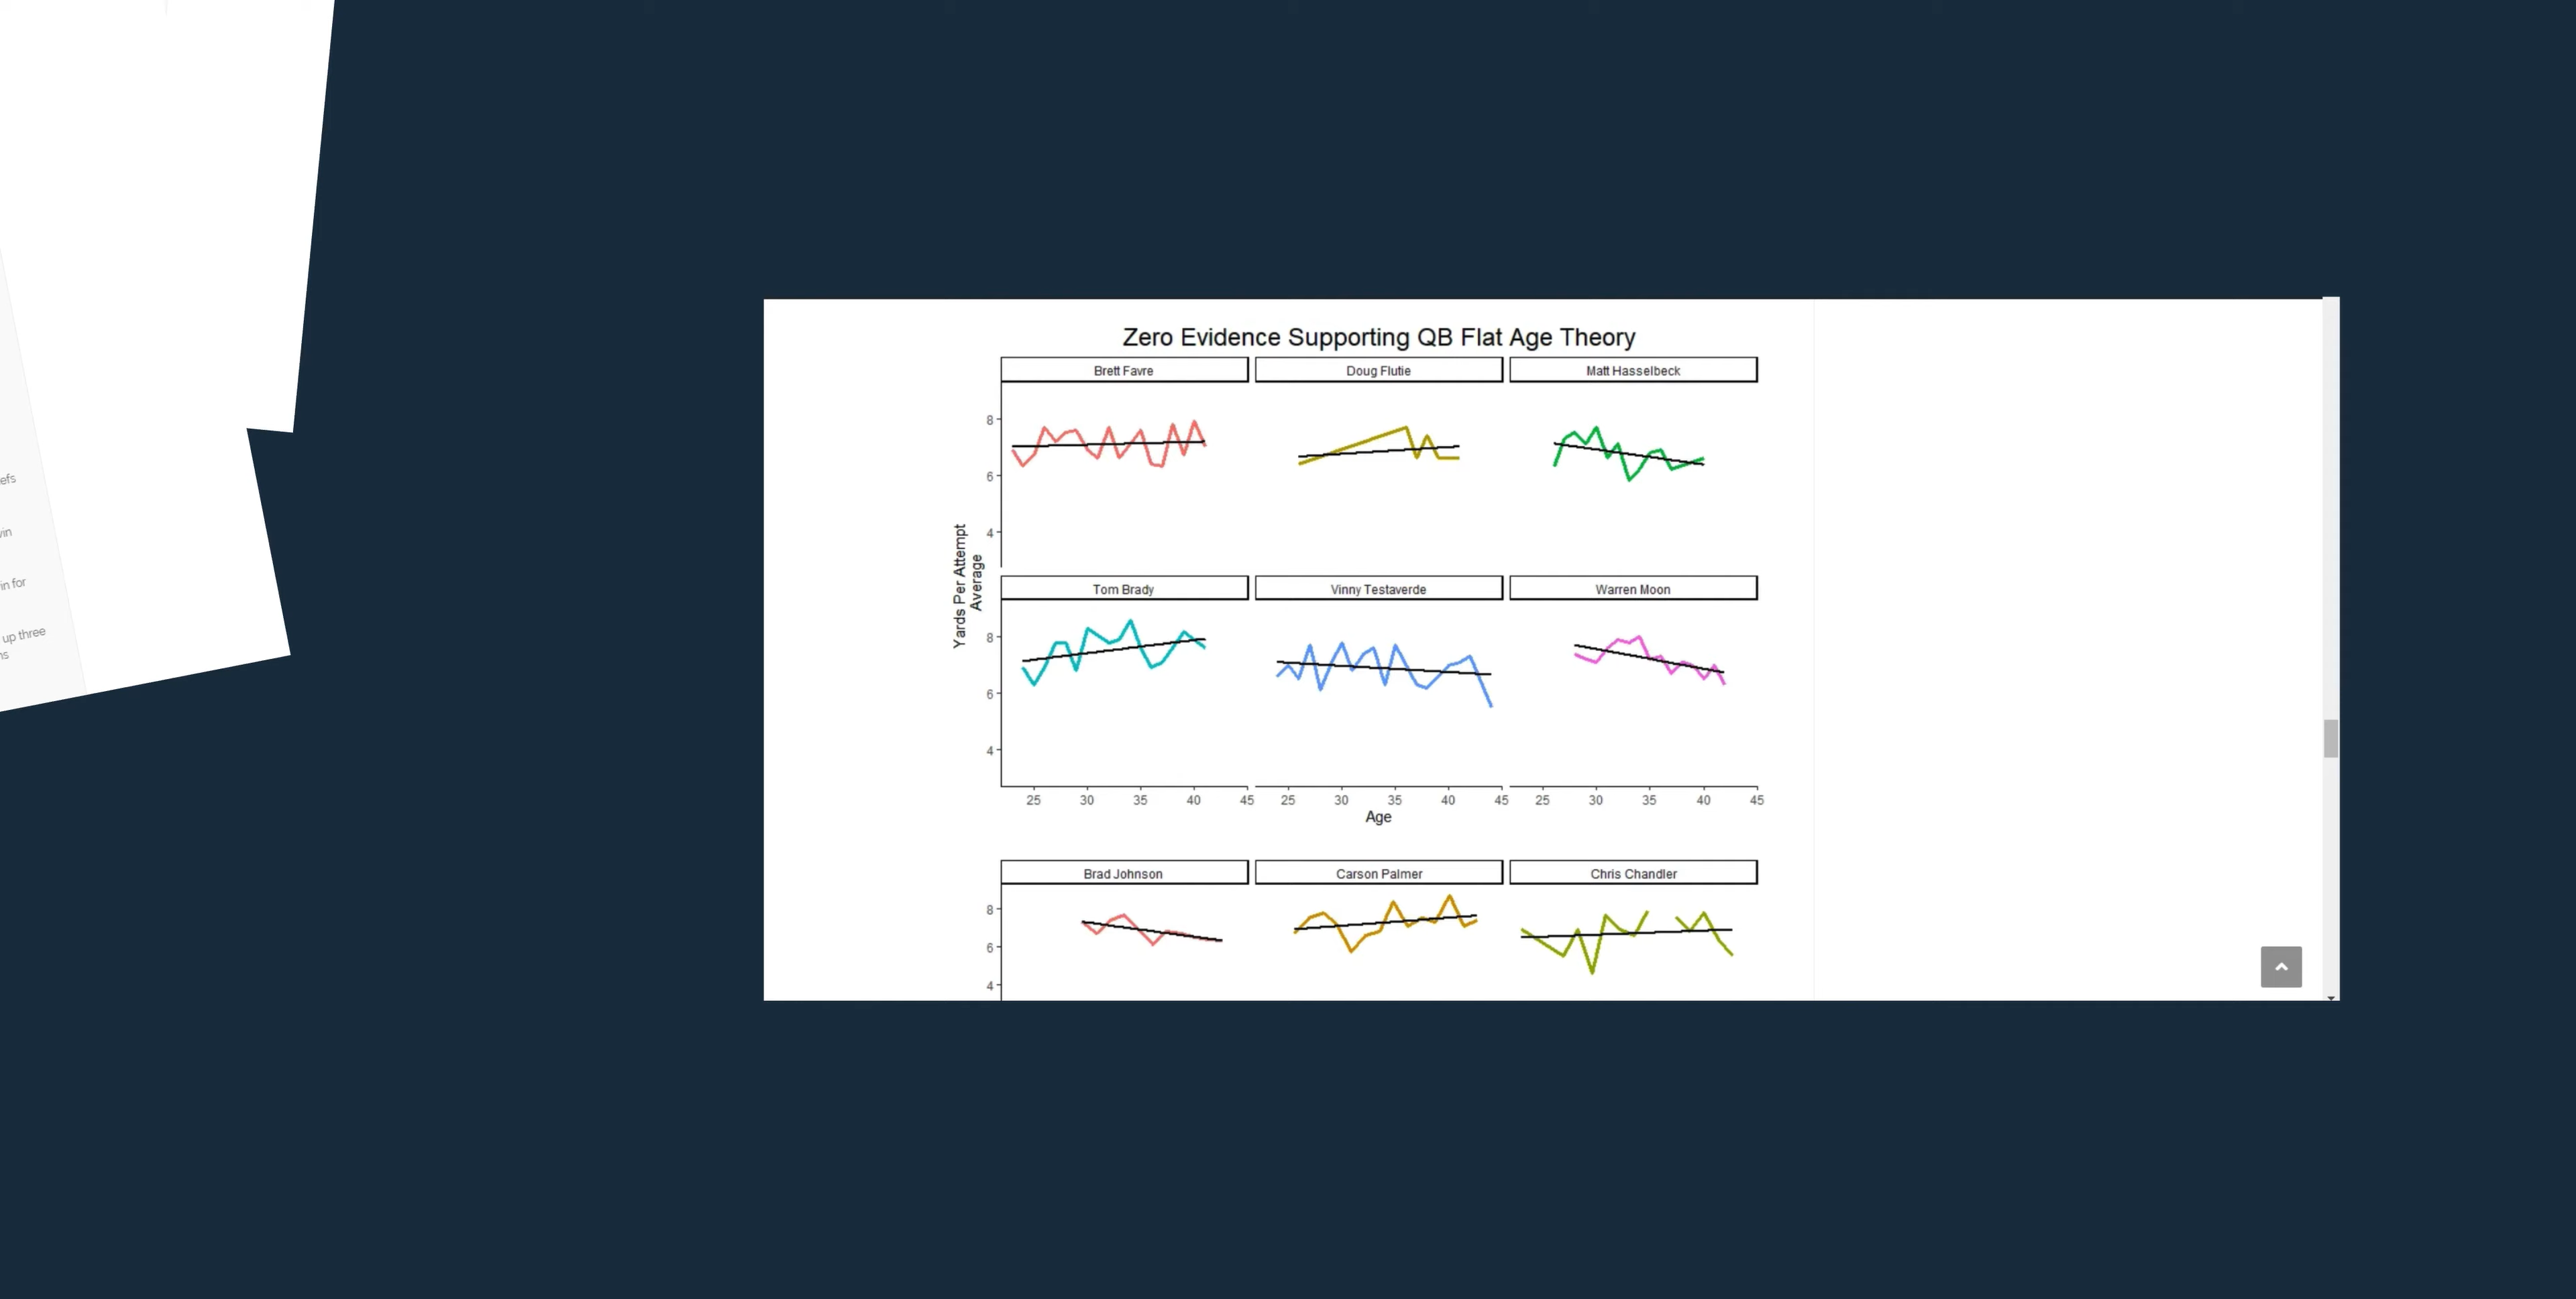 efs
in for
up three
Zero Evidence Supporting QB Flat Age Theory
Brett Favre Doug Flutie Matt Hasselbeck
8
6
4
Yards Per Attempt
Average
Tom Brady Vinny Testaverde Warren Moon
8
6
4
25 30 35 40 45 25 30 35 40 45 25 30 35 40 45
Age
Brad Johnson Carson Palmer Chris Chandler
8
6
4